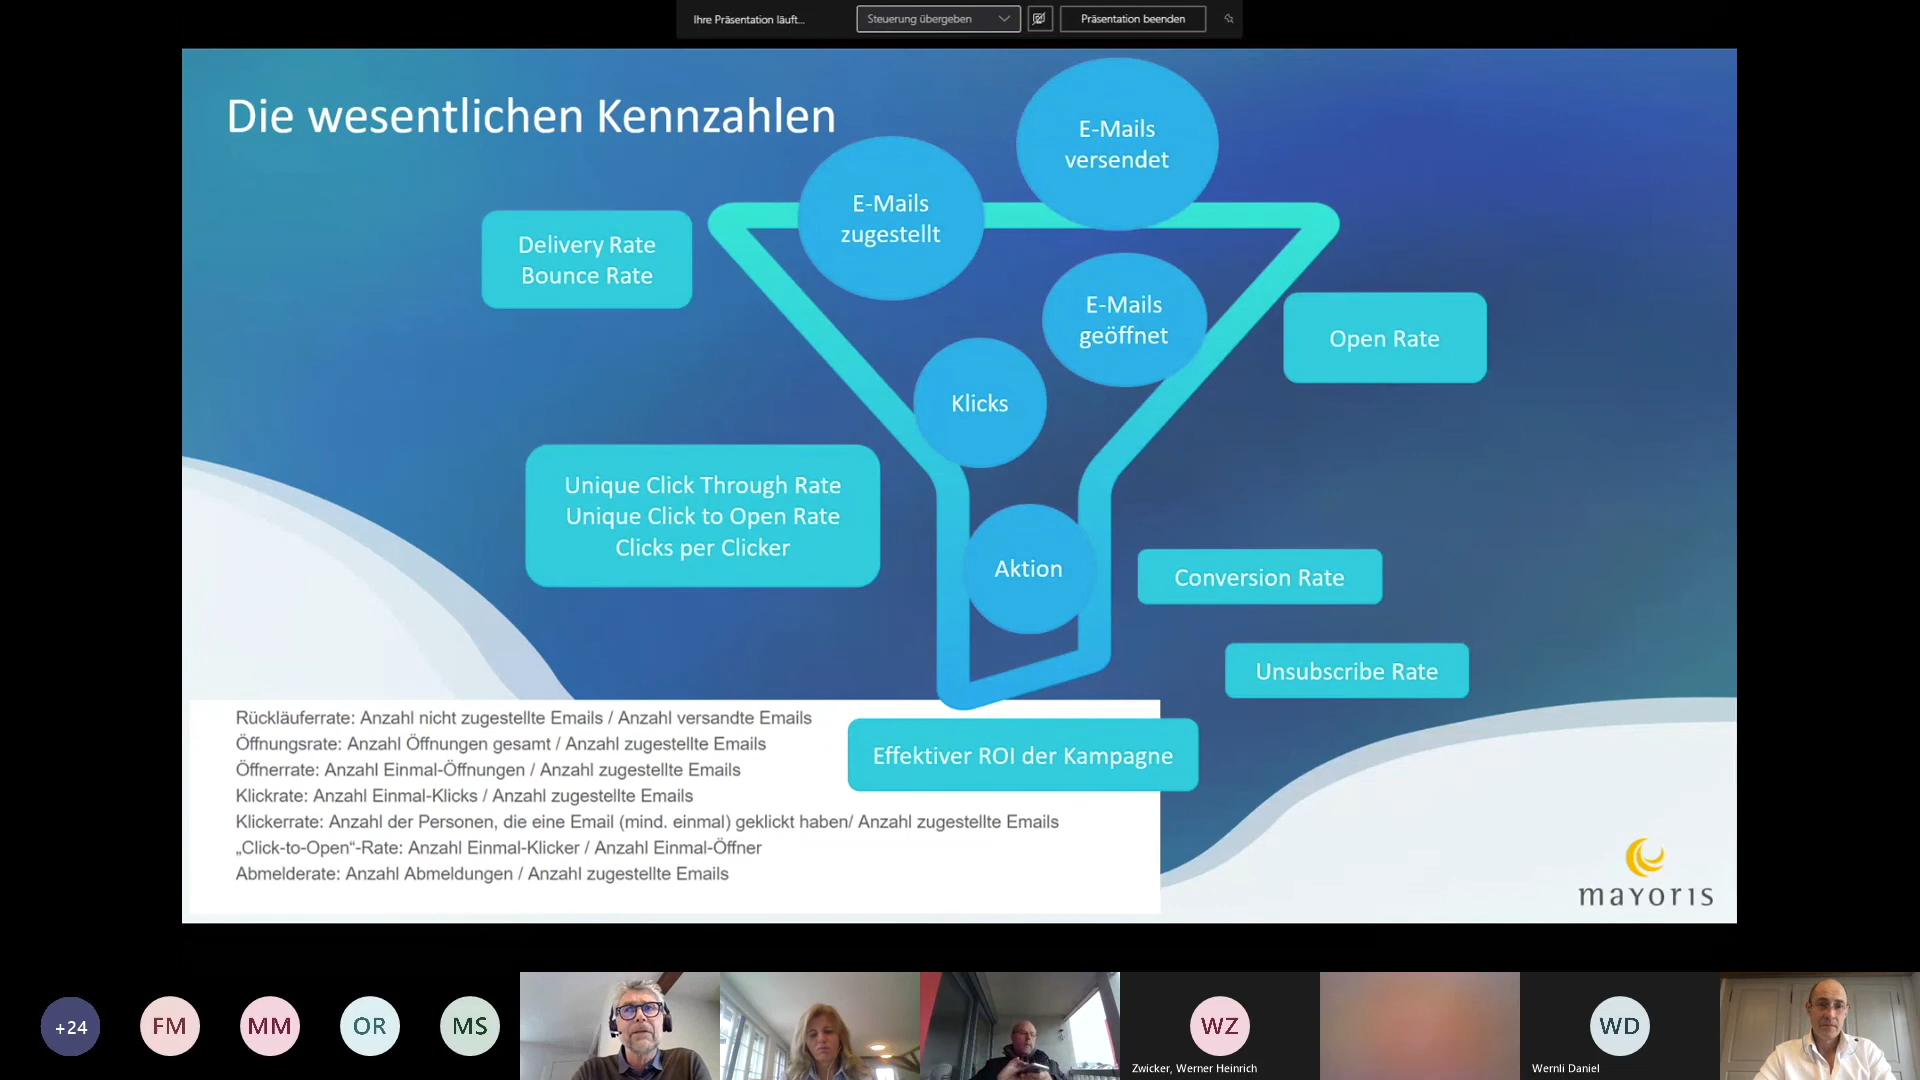 Ihre Präsentation läuft...
Steuerung übergeben
Präsentation beenden
Die wesentlichen Kennzahlen
E-Mails
versendet
E-Mails
zugestellt
Delivery Rate
Bounce Rate
E-Mails
geöffnet
Open Rate
Klicks
Unique Click Through Rate
Unique Click to Open Rate
Clicks per Clicker
Aktion
Conversion Rate
Unsubscribe Rate
Effektiver ROI der Kampagne
Rückläuferrate: Anzahl nicht zugestellte Emails / Anzahl versandte Emails
Öffnungsrate: Anzahl Öffnungen gesamt / Anzahl zugestellte Emails
Öffnerrate: Anzahl Einmal-Öffnungen / Anzahl zugestellte Emails
Klickrate: Anzahl Einmal-Klicks / Anzahl zugestellte Emails
Klickerrate: Anzahl der Personen, die eine Email (mind. einmal) geklickt haben/ Anzahl zugestellte Emails
„Click-to-Open“-Rate: Anzahl Einmal-Klicker / Anzahl Einmal-Öffner
Abmelderate: Anzahl Abmeldungen / Anzahl zugestellte Emails
mayoris
+24
FM
MM
OR
MS
WZ
Zwicker, Werner Heinrich
WD
Wernli Daniel